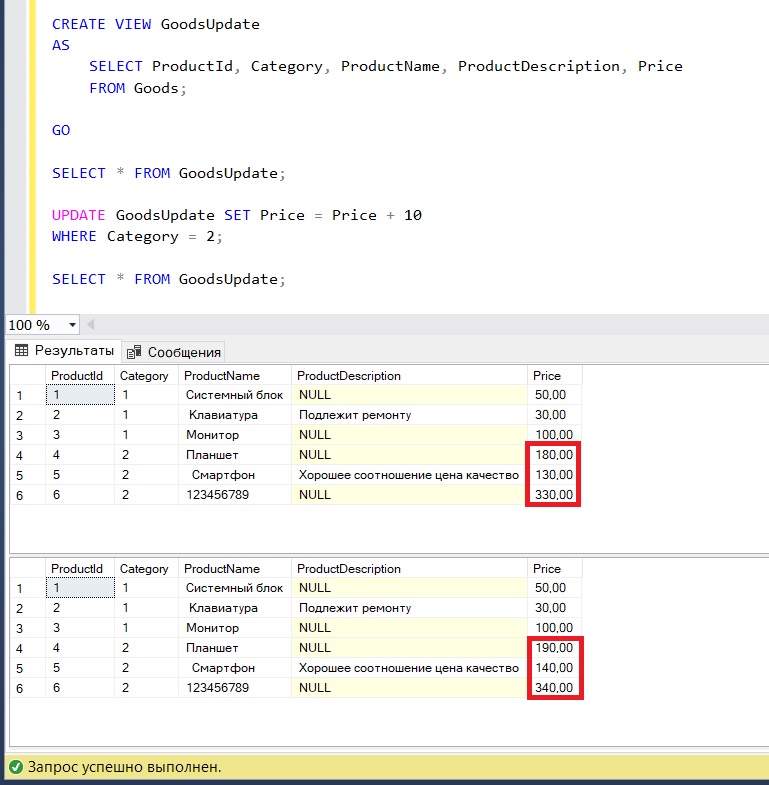 CREATE VIEW GoodsUpdate
AS
SELECT ProductId, Category, ProductName, ProductDescription, Price
FROM Goods;
GO
SELECT * FROM GoodsUpdate;
UPDATE GoodsUpdate SET Price = Price + 10
WHERE Category = 2;
SELECT * FROM GoodsUpdate;
100 %
Результаты Сообщения
ProductId Category ProductName ProductDescription Price
1 1 1 Системный блок NULL 50,00
2 2 1 Клавиатура Подлежит ремонту 30,00
3 3 1 Монитор NULL 100,00
4 4 2 Планшет NULL 180,00
5 5 2 Смартфон Хорошее соотношение цена качество 130,00
6 6 2 123456789 NULL 330,00
ProductId Category ProductName ProductDescription Price
1 1 1 Системный блок NULL 50,00
2 2 1 Клавиатура Подлежит ремонту 30,00
3 3 1 Монитор NULL 100,00
4 4 2 Планшет NULL 190,00
5 5 2 Смартфон Хорошее соотношение цена качество 140,00
6 6 2 123456789 NULL 340,00
Запрос успешно выполнен.